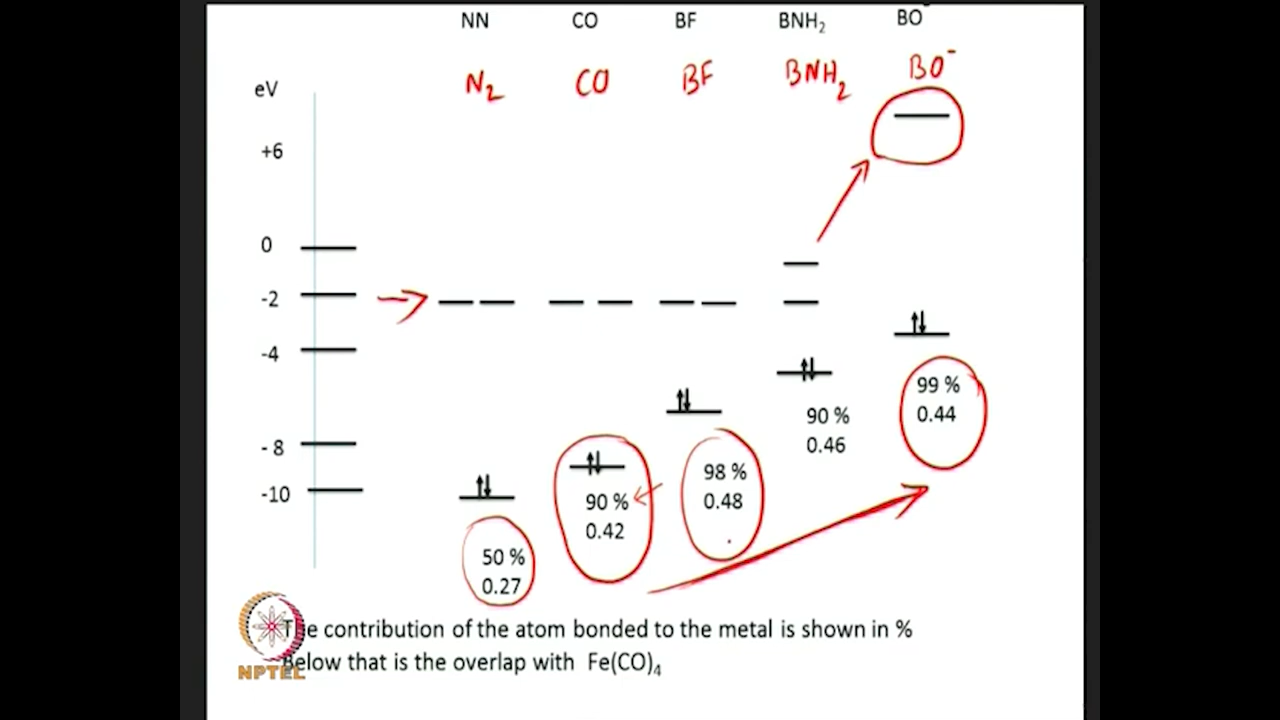 NN CO BF BNH₂ BO⁻
N₂ CO BF BNH₂ BO⁻
eV
+6
0
-2
-4
99 %
0.44
90 %
0.46
- 8
98 %
0.48
-10
90 %
0.42
50 %
0.27
The contribution of the atom bonded to the metal is shown in %
Below that is the overlap with Fe(CO)₄
NPTEL